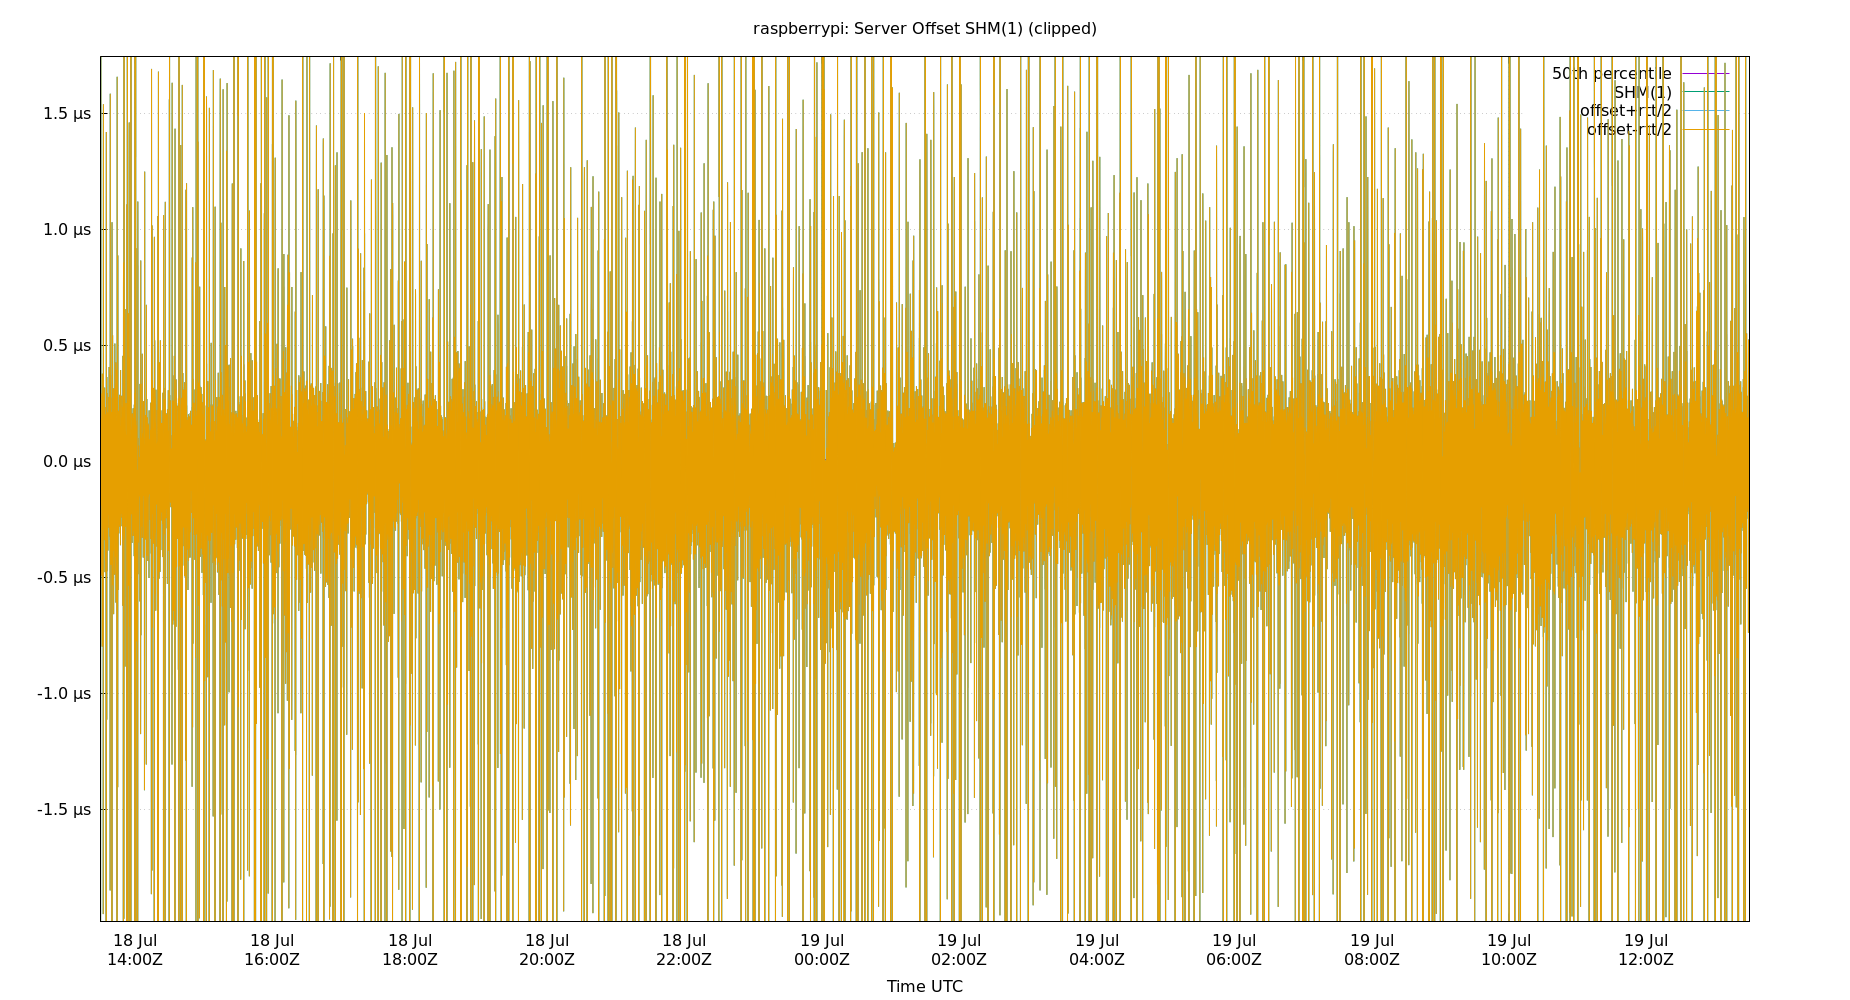 raspberrypi: Server Offset SHM(1) (clipped)
50th percentile
SHM(1)
offset+rtt/2
offset-rtt/2
1.5 µs
1.0 µs
0.5 µs
0.0 µs
-0.5 µs
-1.0 µs
-1.5 µs
18 Jul 18 Jul 18 Jul 18 Jul 18 Jul 19 Jul 19 Jul 19 Jul 19 Jul 19 Jul 19 Jul 19 Jul
14:00Z 16:00Z 18:00Z 20:00Z 22:00Z 00:00Z 02:00Z 04:00Z 06:00Z 08:00Z 10:00Z 12:00Z
Time UTC